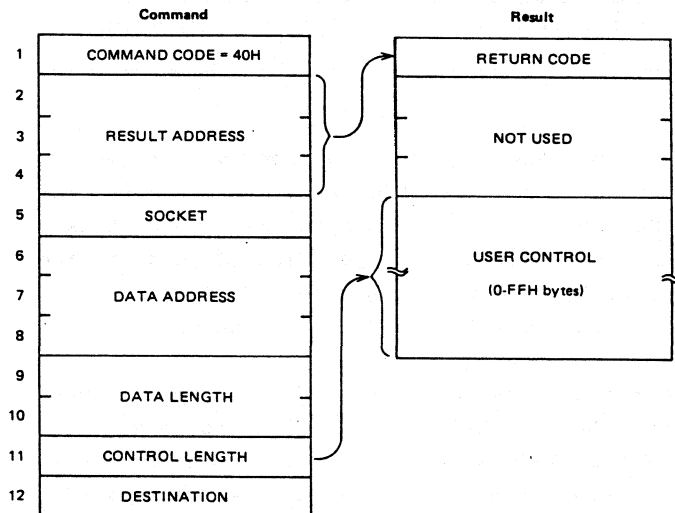 Command
Result
1 COMMAND CODE = 40H
RETURN CODE
2
3 RESULT ADDRESS
NOT USED
4
5 SOCKET
6
USER CONTROL
7 DATA ADDRESS
(0-FFH bytes)
8
9
DATA LENGTH
10
11 CONTROL LENGTH
12 DESTINATION